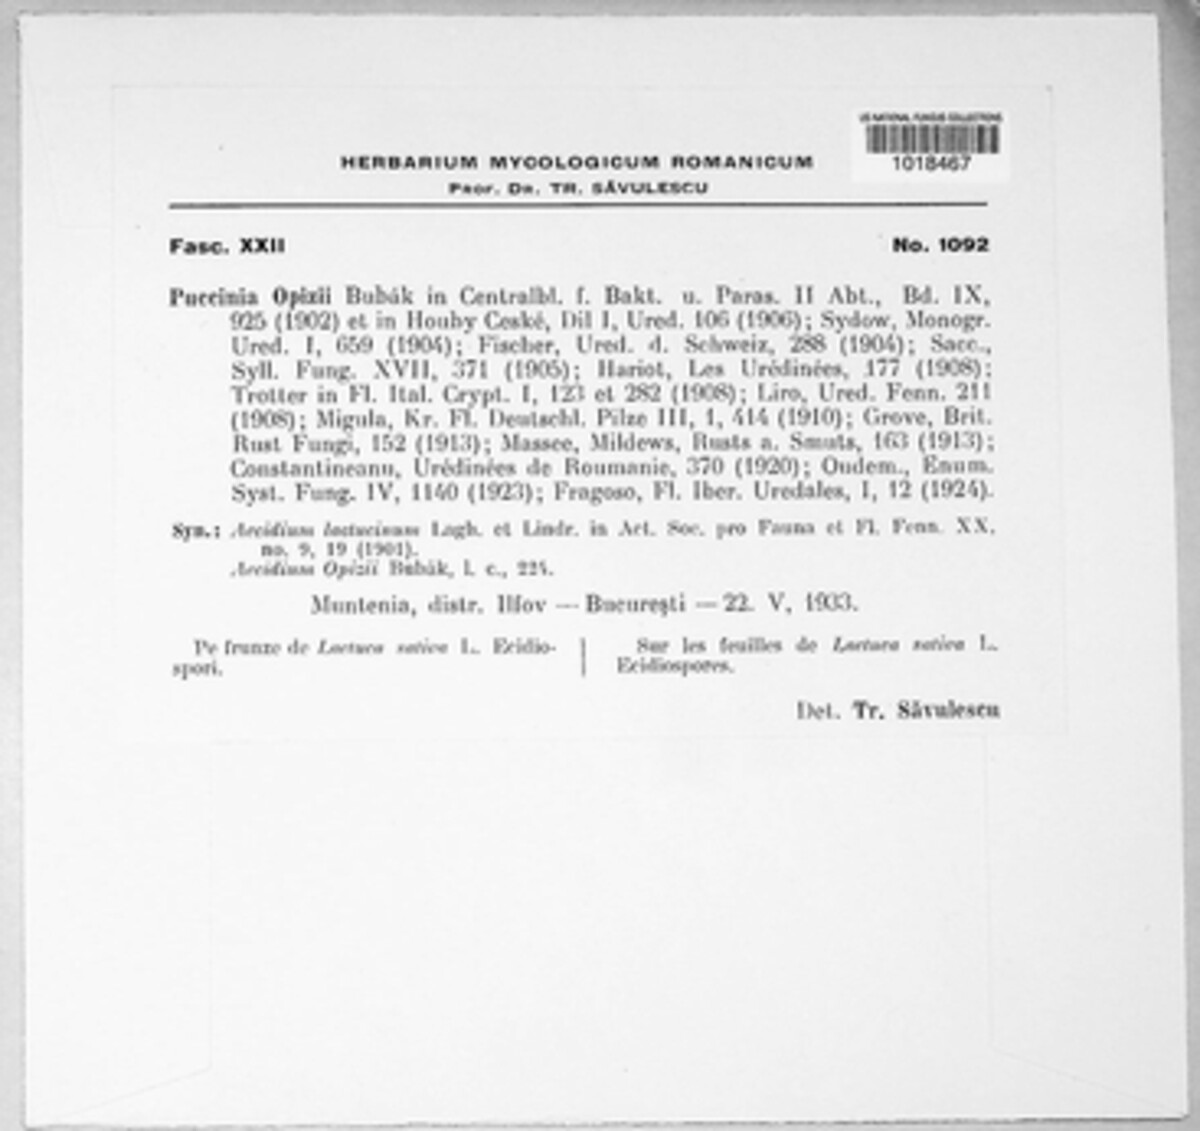 US NATIONAL FUNGUS COLLECTIONS
1018467
HERBARIUM MYCOLOGICUM ROMANICUM
PROF. DR. TR. SĂVULESCU
Fasc. XXII No. 1092
Puccinia Opizii Bubák in Centralbl. f. Bakt. u. Paras. II Abt., Bd. IX,
925 (1902) et in Houby Ceské, Dil I, Ured. 106 (1906); Sydow, Monogr.
Ured. I, 659 (1904); Fischer, Ured. d. Schweiz, 288 (1904); Sacc.,
Syll. Fung. XVII, 371 (1905); Hariot, Les Urédinées, 177 (1908);
Trotter in Fl. Ital. Crypt. I, 123 et 282 (1908); Liro, Ured. Fenn. 211
(1908); Migula, Kr. Fl. Deutschl. Pilze III, 1, 414 (1910); Grove, Brit.
Rust Fungi, 152 (1913); Massee, Mildews, Rusts a. Smuts, 163 (1913);
Constantineanu, Urédinées de Roumanie, 370 (1920); Oudem., Enum.
Syst. Fung. IV, 1140 (1923); Fragoso, Fl. Iber. Uredales, I, 12 (1924).
Syn.: Aecidium lactucinum Lagh. et Lindr. in Act. Soc. pro Fauna et Fl. Fenn. XX,
no. 9, 19 (1901).
Aecidium Opizii Bubák, l. c., 225.
Muntenia, distr. Ilfov — București — 22. V, 1933.
Pe frunze de Lactuca sativa L. Ecidio-
spori.
Sur les feuilles de Lactuca sativa L.
Ecidiospores.
Det. Tr. Săvulescu